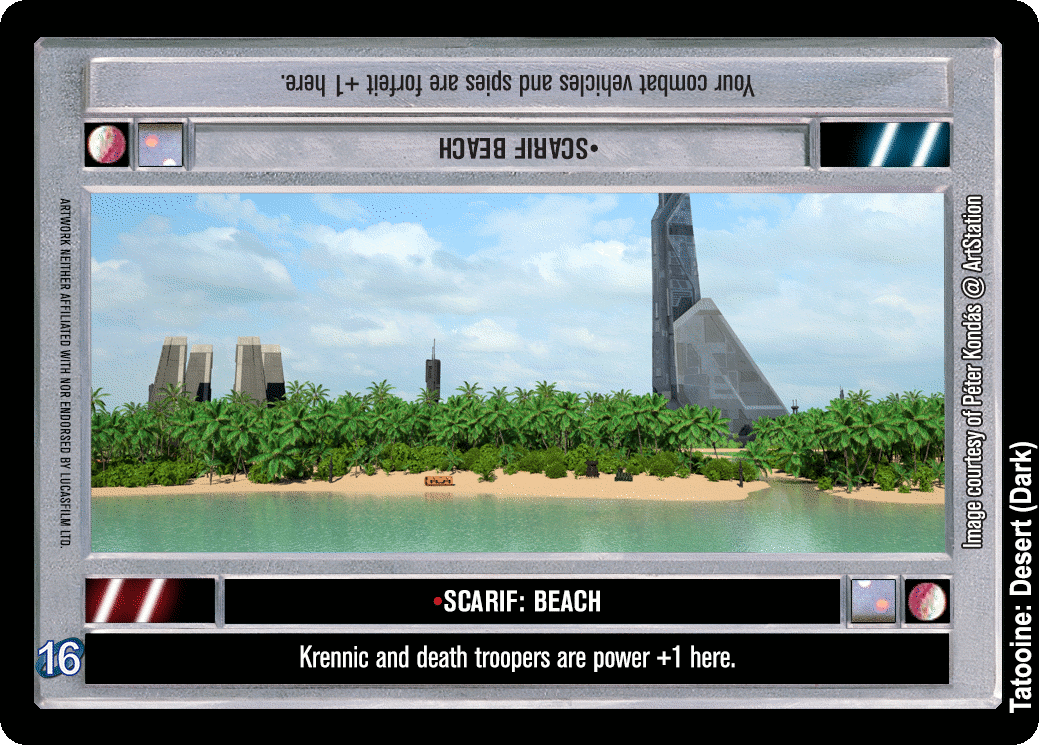 Your combat vehicles and spies are forfeit +1 here.
•SCARIF BEACH
ARTWORK NEITHER AFFILIATED WITH NOR ENDORSED BY LUCASFILM LTD.
Image courtesy of Péter Kondás @ ArtStation
•SCARIF: BEACH
16
Krennic and death troopers are power +1 here.
Tatooine: Desert (Dark)